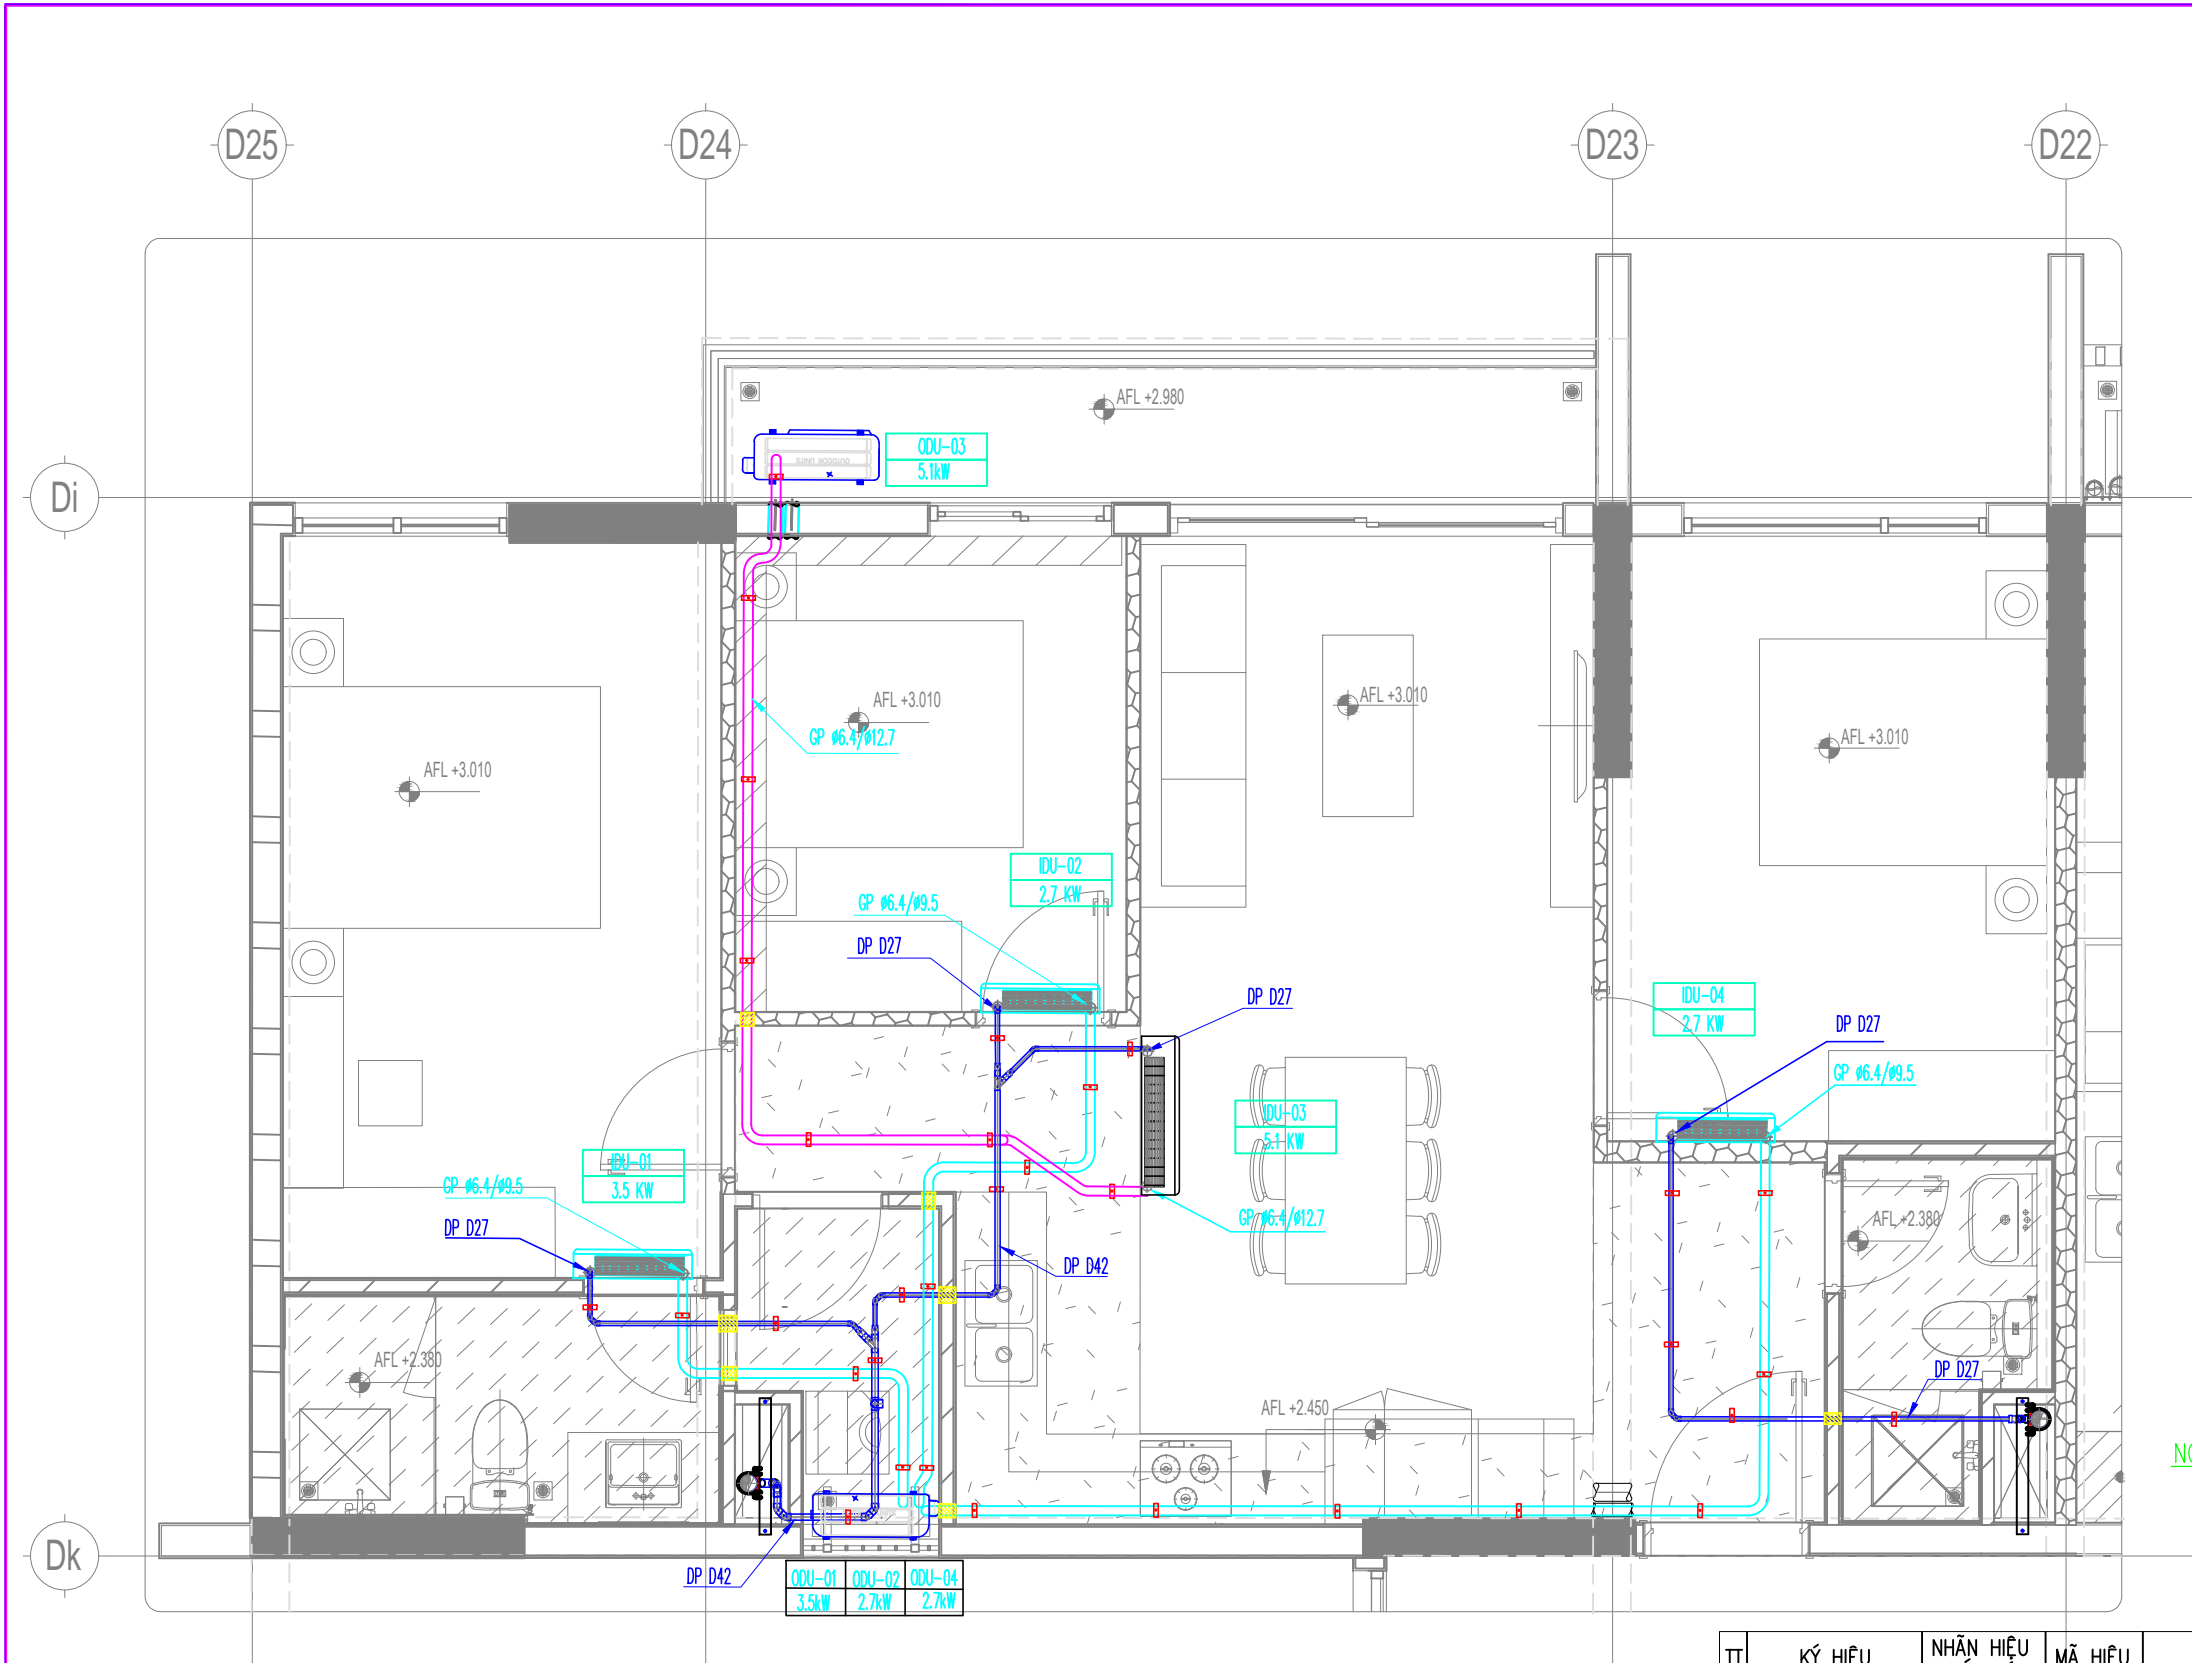 D25
D24
D23
D22
AFL +2.980
ODU-03
5.1kW
OUTDOOR UNITS
Di
AFL +3.010
AFL +3.010
AFL +3.010
GP ø6.4/ø12.7
AFL +3.010
IDU-02
2.7 KW
GP ø6.4/ø9.5
DP D27
DP D27
IDU-04
2.7 KW
DP D27
GP ø6.4/ø9.5
IDU-03
5.1 KW
IDU-01
3.5 KW
GP ø6.4/ø9.5
GP ø6.4/ø12.7
DP D27
AFL +2.380
DP D42
AFL +2.380
DP D27
AFL +2.450
NO
Dk
DP D42
ODU-01
ODU-02
ODU-04
3.5kW
2.7kW
2.7kW
TT
KÝ HIỆU
NHÃN HIỆU
MÃ HIỆU